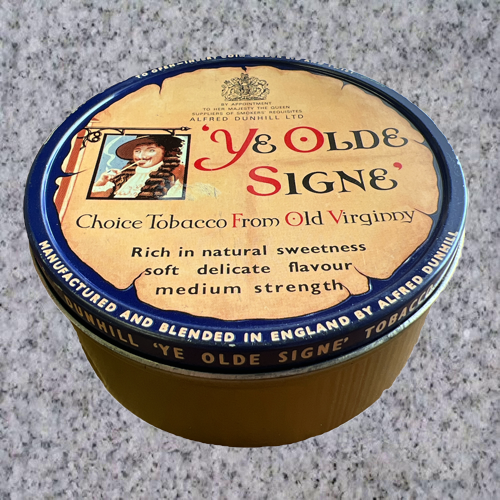 BY APPOINTMENT
TO HER MAJESTY THE QUEEN
SUPPLIERS OF SMOKERS' REQUISITES
ALFRED DUNHILL LTD
'YE OLDE
SIGNE'
Choice Tobacco From Old Virginny
Rich in natural sweetness
soft delicate flavour
medium strength
MANUFACTURED AND BLENDED IN ENGLAND BY ALFRED DUNHILL
DUNHILL 'YE OLDE SIGNE' TOBACCO